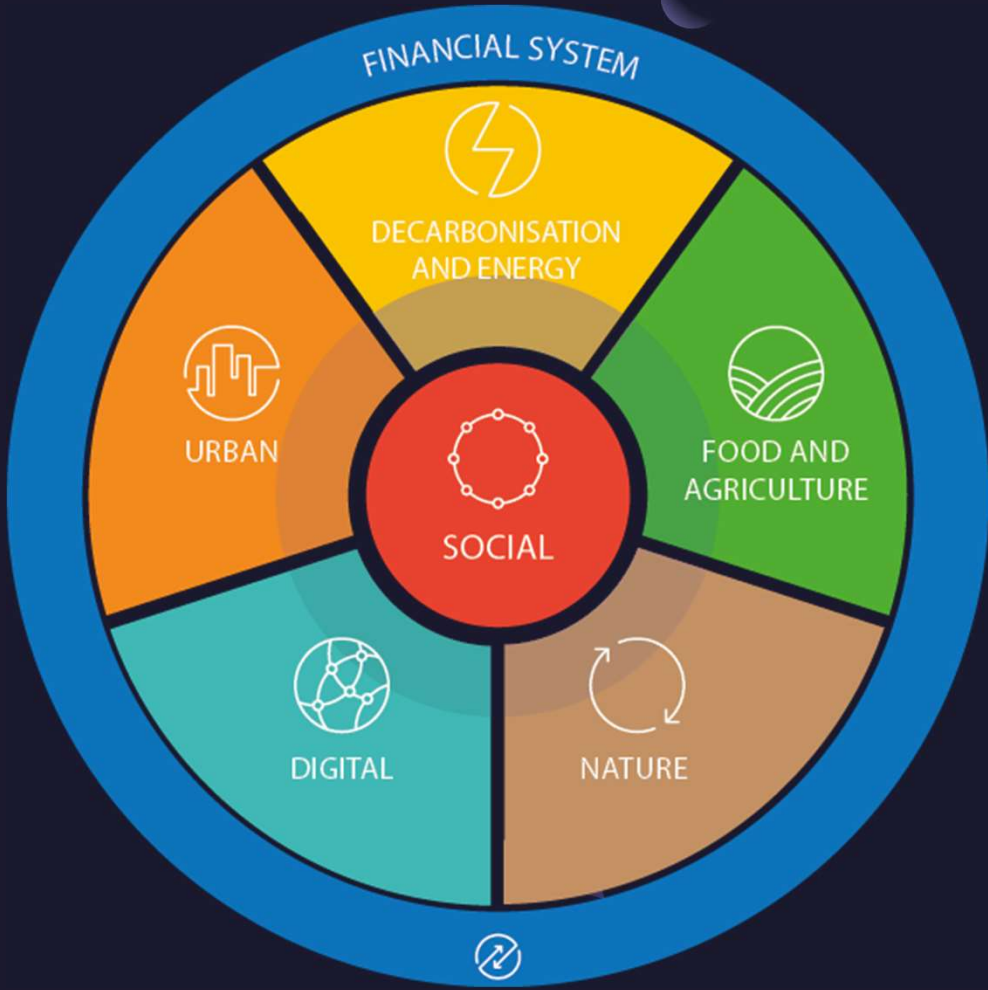 FINANCIAL SYSTEM
DECARBONISATION
AND ENERGY
URBAN
FOOD AND
AGRICULTURE
SOCIAL
DIGITAL
NATURE